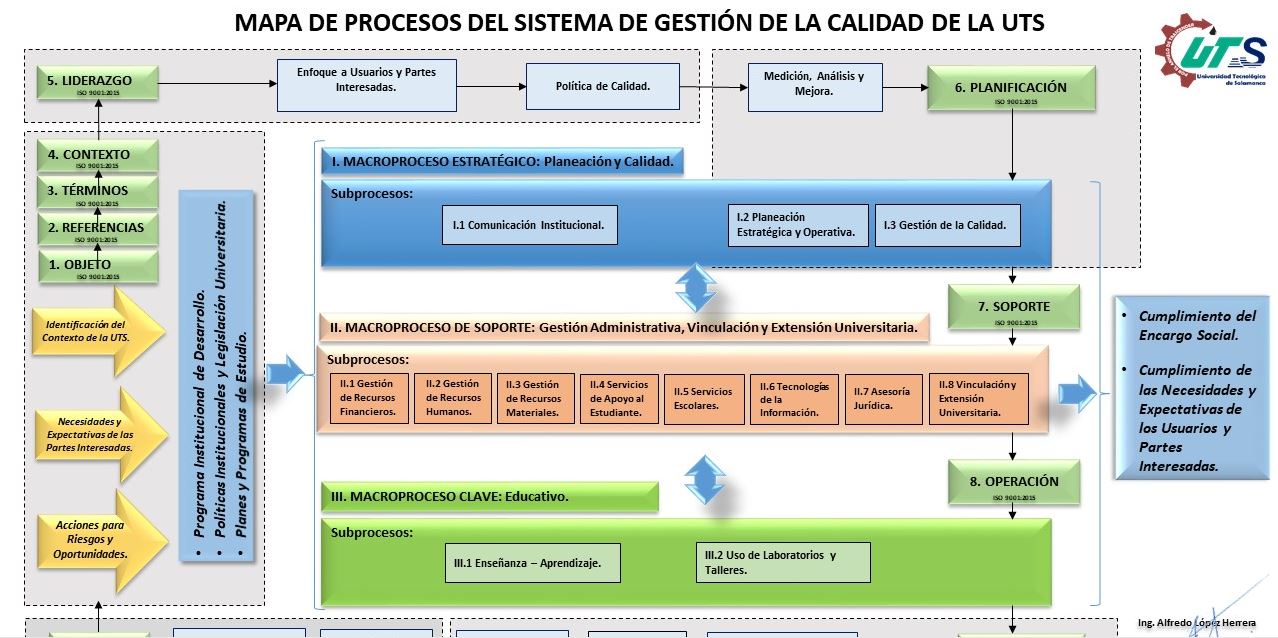 MAPA DE PROCESOS DEL SISTEMA DE GESTIÓN DE LA CALIDAD DE LA UTS
UTS
Universidad Tecnológica
de Salamanca
5. LIDERAZGO
ISO 9001:2015
Enfoque a Usuarios y Partes
Interesadas.
Política de Calidad.
Medición, Análisis y
Mejora.
6. PLANIFICACIÓN
ISO 9001:2015
4. CONTEXTO
ISO 9001:2015
3. TÉRMINOS
ISO 9001:2015
2. REFERENCIAS
ISO 9001:2015
1. OBJETO
ISO 9001:2015
Identificación del
Contexto de la UTS.
Necesidades y
Expectativas de las
Partes Interesadas.
Acciones para
Riesgos y
Oportunidades.
• Programa Institucional de Desarrollo.
• Políticas Institucionales y Legislación Universitaria.
• Planes y Programas de Estudio.
I. MACROPROCESO ESTRATÉGICO: Planeación y Calidad.
Subprocesos:
I.1 Comunicación Institucional.
I.2 Planeación
Estratégica y Operativa.
I.3 Gestión de la Calidad.
7. SOPORTE
ISO 9001:2015
II. MACROPROCESO DE SOPORTE: Gestión Administrativa, Vinculación y Extensión Universitaria.
Subprocesos:
II.1 Gestión
de Recursos
Financieros.
II.2 Gestión
de Recursos
Humanos.
II.3 Gestión
de Recursos
Materiales.
II.4 Servicios
de Apoyo al
Estudiante.
II.5 Servicios
Escolares.
II.6 Tecnologías
de la
Información.
II.7 Asesoría
Jurídica.
II.8 Vinculación y
Extensión
Universitaria.
8. OPERACIÓN
ISO 9001:2015
III. MACROPROCESO CLAVE: Educativo.
Subprocesos:
III.1 Enseñanza – Aprendizaje.
III.2 Uso de Laboratorios y
Talleres.
• Cumplimiento del
Encargo Social.
• Cumplimiento de
las Necesidades y
Expectativas de
los Usuarios y
Partes
Interesadas.
Ing. Alfredo López Herrera